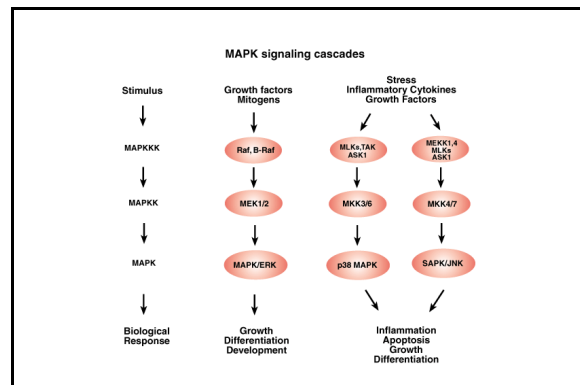 MAPK signaling cascades
Stimulus
Growth factors
Mitogens
Stress
Inflammatory Cytokines
Growth Factors
MAPKKK
Raf, B-Raf
MLKs,TAK
ASK1
MEKK1,4
MLKs
ASK1
MAPKK
MEK1/2
MKK3/6
MKK4/7
MAPK
MAPK/ERK
p38 MAPK
SAPK/JNK
Biological
Response
Growth
Differentiation
Development
Inflammation
Apoptosis
Growth
Differentiation